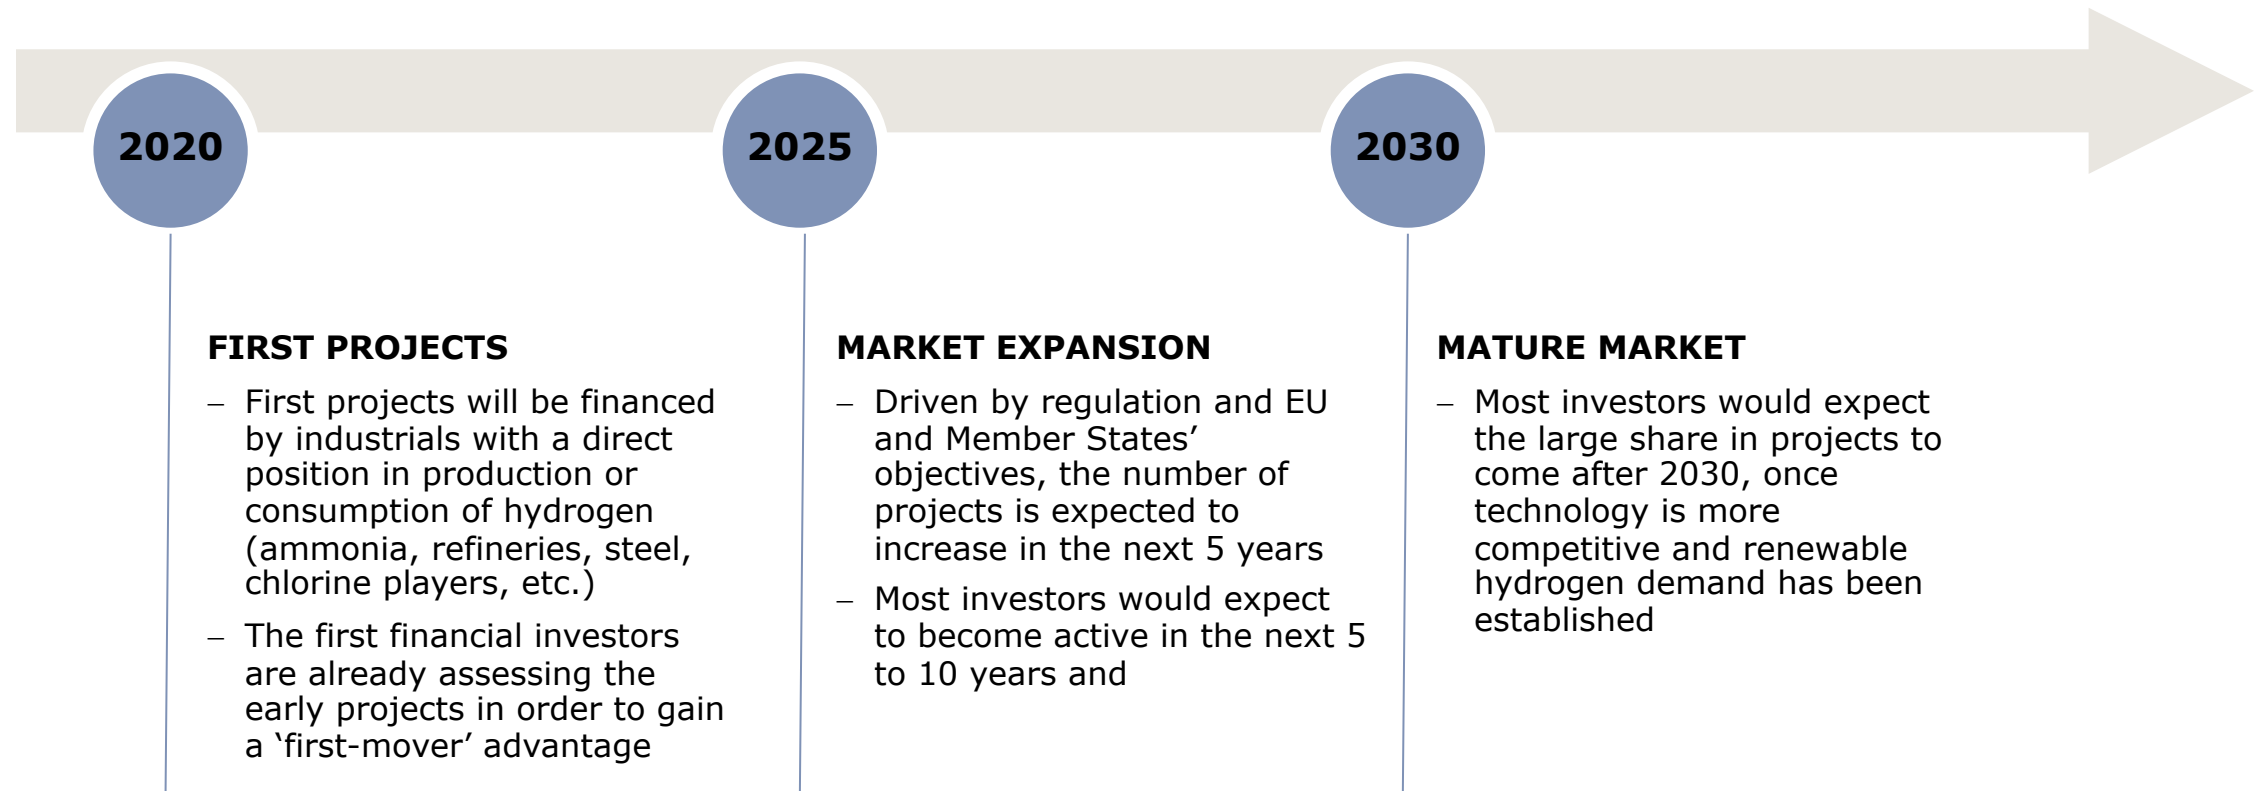 2020
2025
2030
FIRST PROJECTS
– First projects will be financed
by industrials with a direct
position in production or
consumption of hydrogen
(ammonia, refineries, steel,
chlorine players, etc.)
– The first financial investors
are already assessing the
early projects in order to gain
a ‘first-mover’ advantage
MARKET EXPANSION
– Driven by regulation and EU
and Member States’
objectives, the number of
projects is expected to
increase in the next 5 years
– Most investors would expect
to become active in the next 5
to 10 years and
MATURE MARKET
– Most investors would expect
the large share in projects to
come after 2030, once
technology is more
competitive and renewable
hydrogen demand has been
established